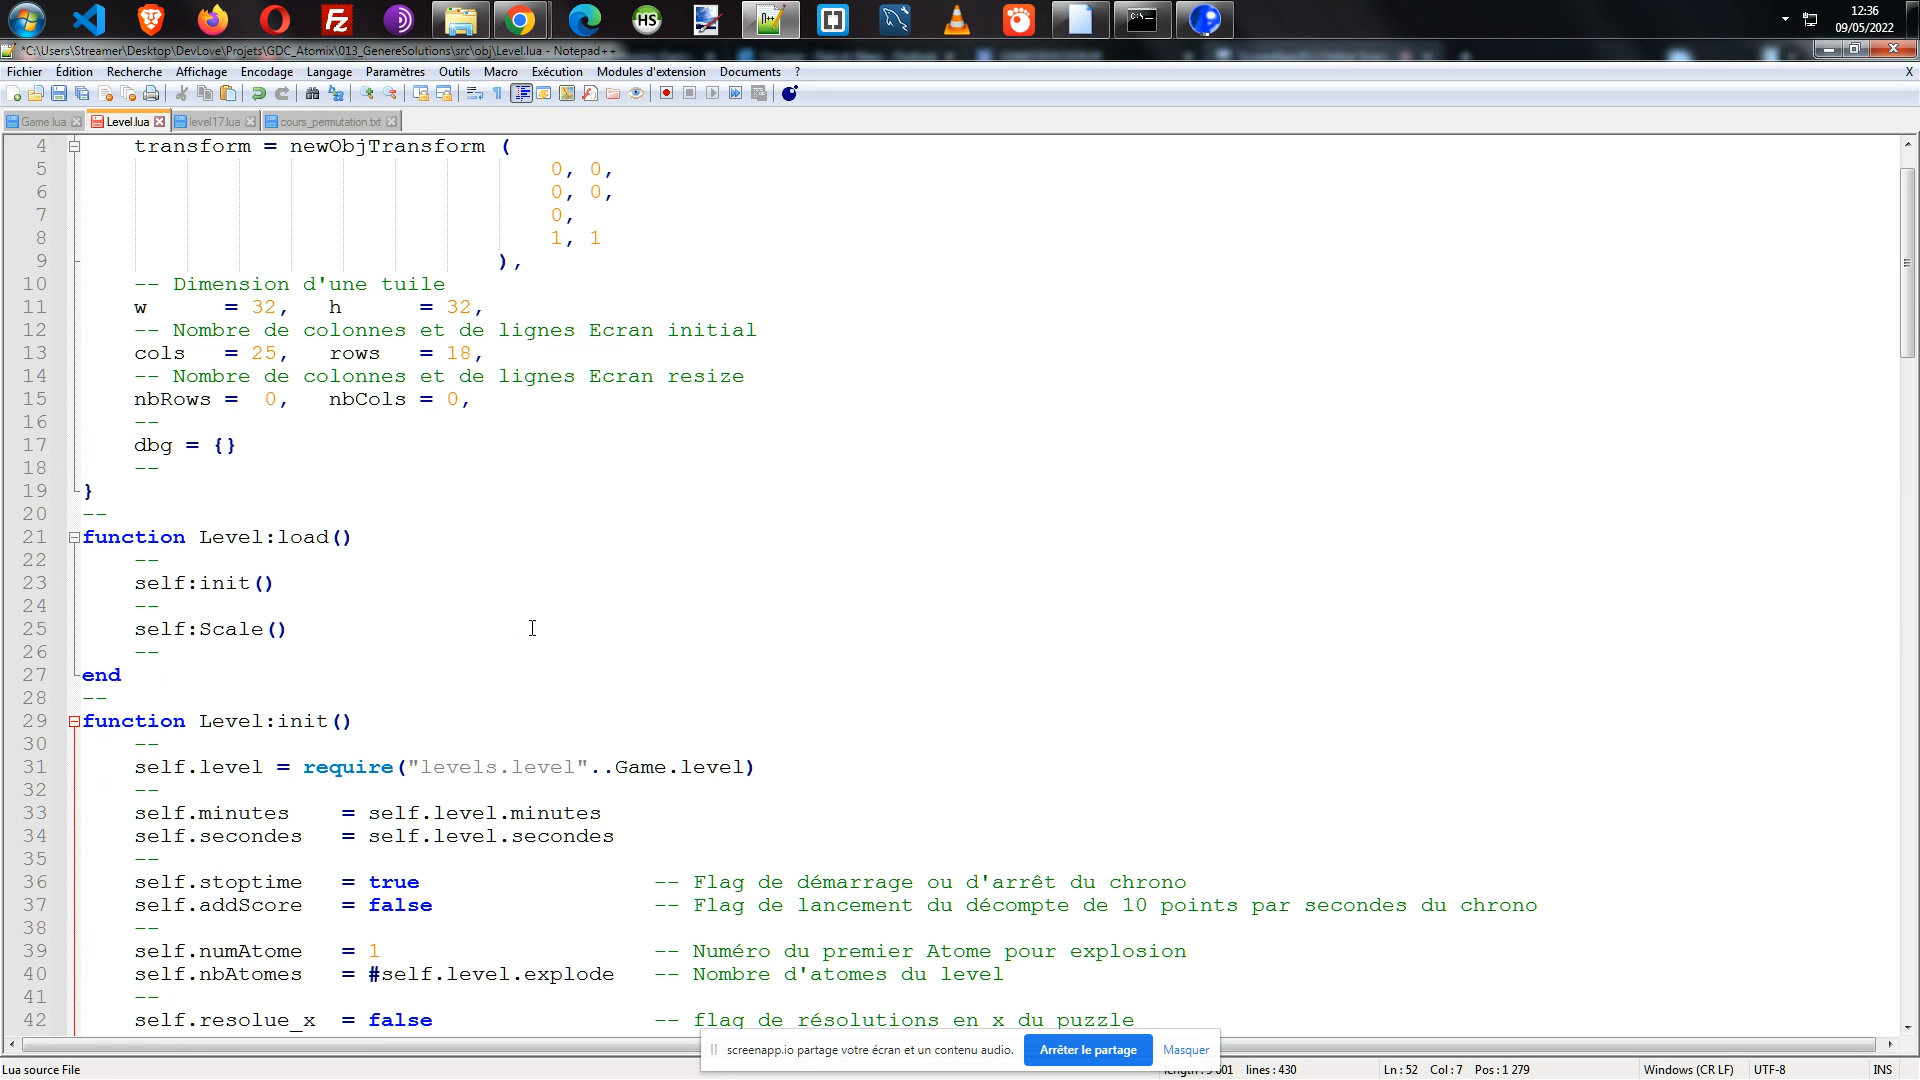 12:36
09/05/2022
*C:\Users\Streamer\Desktop\DevLove\Projets\GDC_Atomix\013_GenereSolutions\src\obj\Level.lua - Notepad++
Fichier Édition Recherche Affichage Encodage Langage Paramètres Outils Macro Exécution Modules d'extension Documents ? X
Game.lua Level.lua level17.lua cours_permutation.txt
4 transform = newObjTransform (
5 0, 0,
6 0, 0,
7 0,
8 1, 1
9 ),
10 -- Dimension d'une tuile
11 w = 32, h = 32,
12 -- Nombre de colonnes et de lignes Ecran initial
13 cols = 25, rows = 18,
14 -- Nombre de colonnes et de lignes Ecran resize
15 nbRows = 0, nbCols = 0,
16 --
17 dbg = {}
18 --
19 }
20 --
21 function Level:load()
22 --
23 self:init()
24 --
25 self:Scale()
26 --
27 end
28 --
29 function Level:init()
30 --
31 self.level = require("levels.level"..Game.level)
32 --
33 self.minutes = self.level.minutes
34 self.secondes = self.level.secondes
35 --
36 self.stoptime = true -- Flag de démarrage ou d'arrêt du chrono
37 self.addScore = false -- Flag de lancement du décompte de 10 points par secondes du chrono
38 --
39 self.numAtome = 1 -- Numéro du premier Atome pour explosion
40 self.nbAtomes = #self.level.explode -- Nombre d'atomes du level
41 --
42 self.resolue_x = false -- flag de résolutions en x du puzzle
screenapp.io partage votre écran et un contenu audio. Arrêter le partage Masquer
Lua source File lines: 430 Ln: 52 Col: 7 Pos: 1 279 Windows (CR LF) UTF-8 INS